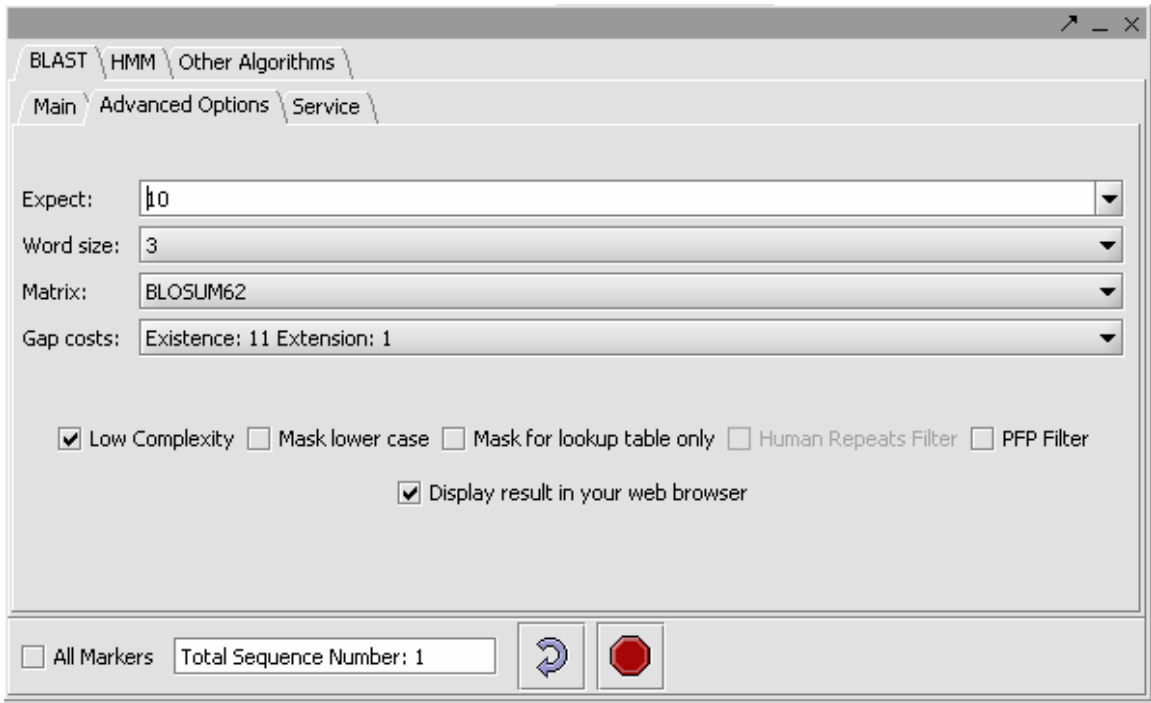 BLAST HMM Other Algorithms
Main Advanced Options Service
Expect: 10
Word size: 3
Matrix: BLOSUM62
Gap costs: Existence: 11 Extension: 1
Low Complexity Mask lower case Mask for lookup table only Human Repeats Filter PFP Filter
Display result in your web browser
All Markers Total Sequence Number: 1